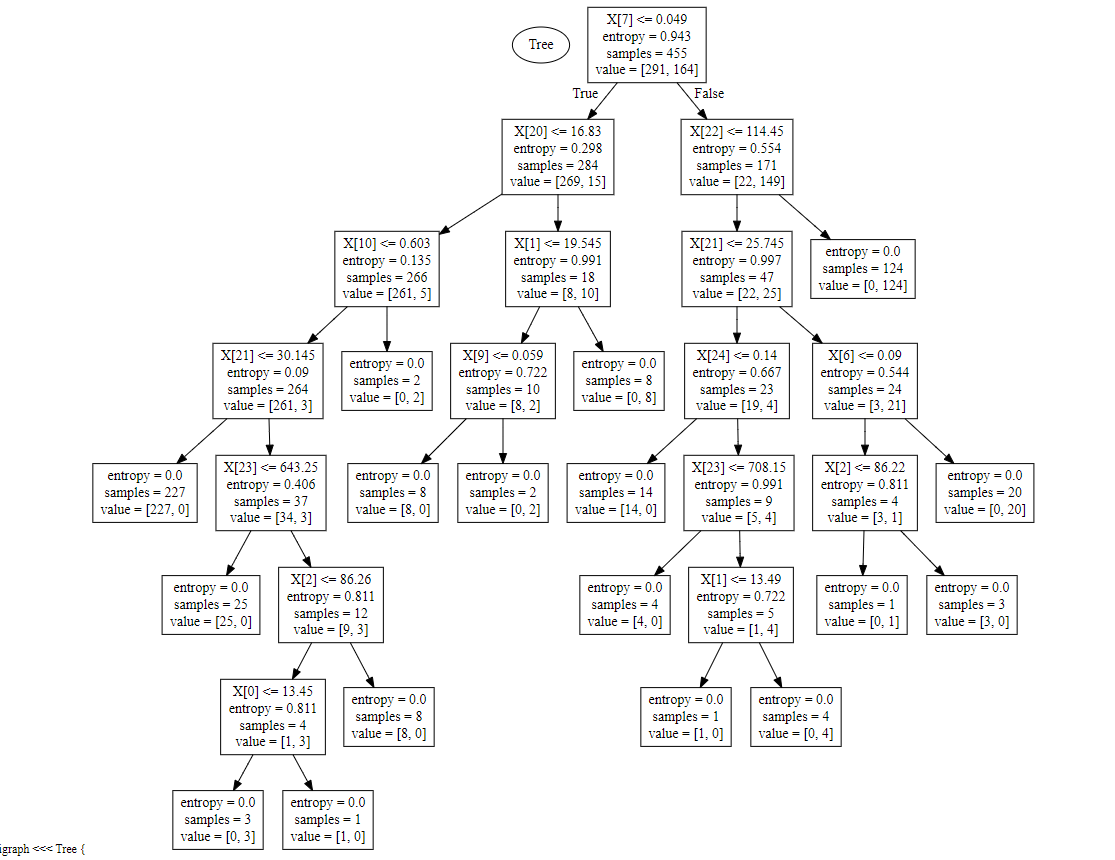 Tree
X[7] <= 0.049
entropy = 0.943
samples = 455
value = [291, 164]
True
False
X[20] <= 16.83
entropy = 0.298
samples = 284
value = [269, 15]
X[22] <= 114.45
entropy = 0.554
samples = 171
value = [22, 149]
X[10] <= 0.603
entropy = 0.135
samples = 266
value = [261, 5]
X[1] <= 19.545
entropy = 0.991
samples = 18
value = [8, 10]
X[21] <= 25.745
entropy = 0.997
samples = 47
value = [22, 25]
entropy = 0.0
samples = 124
value = [0, 124]
X[21] <= 30.145
entropy = 0.09
samples = 264
value = [261, 3]
entropy = 0.0
samples = 2
value = [0, 2]
X[9] <= 0.059
entropy = 0.722
samples = 10
value = [8, 2]
entropy = 0.0
samples = 8
value = [0, 8]
X[24] <= 0.14
entropy = 0.667
samples = 23
value = [19, 4]
X[6] <= 0.09
entropy = 0.544
samples = 24
value = [3, 21]
entropy = 0.0
samples = 227
value = [227, 0]
X[23] <= 643.25
entropy = 0.406
samples = 37
value = [34, 3]
entropy = 0.0
samples = 8
value = [8, 0]
entropy = 0.0
samples = 2
value = [0, 2]
entropy = 0.0
samples = 14
value = [14, 0]
X[23] <= 708.15
entropy = 0.991
samples = 9
value = [5, 4]
X[2] <= 86.22
entropy = 0.811
samples = 4
value = [3, 1]
entropy = 0.0
samples = 20
value = [0, 20]
entropy = 0.0
samples = 25
value = [25, 0]
X[2] <= 86.26
entropy = 0.811
samples = 12
value = [9, 3]
entropy = 0.0
samples = 4
value = [4, 0]
X[1] <= 13.49
entropy = 0.722
samples = 5
value = [1, 4]
entropy = 0.0
samples = 1
value = [0, 1]
entropy = 0.0
samples = 3
value = [3, 0]
X[0] <= 13.45
entropy = 0.811
samples = 4
value = [1, 3]
entropy = 0.0
samples = 8
value = [8, 0]
entropy = 0.0
samples = 1
value = [1, 0]
entropy = 0.0
samples = 4
value = [0, 4]
entropy = 0.0
samples = 3
value = [0, 3]
entropy = 0.0
samples = 1
value = [1, 0]
igraph <<< Tree {